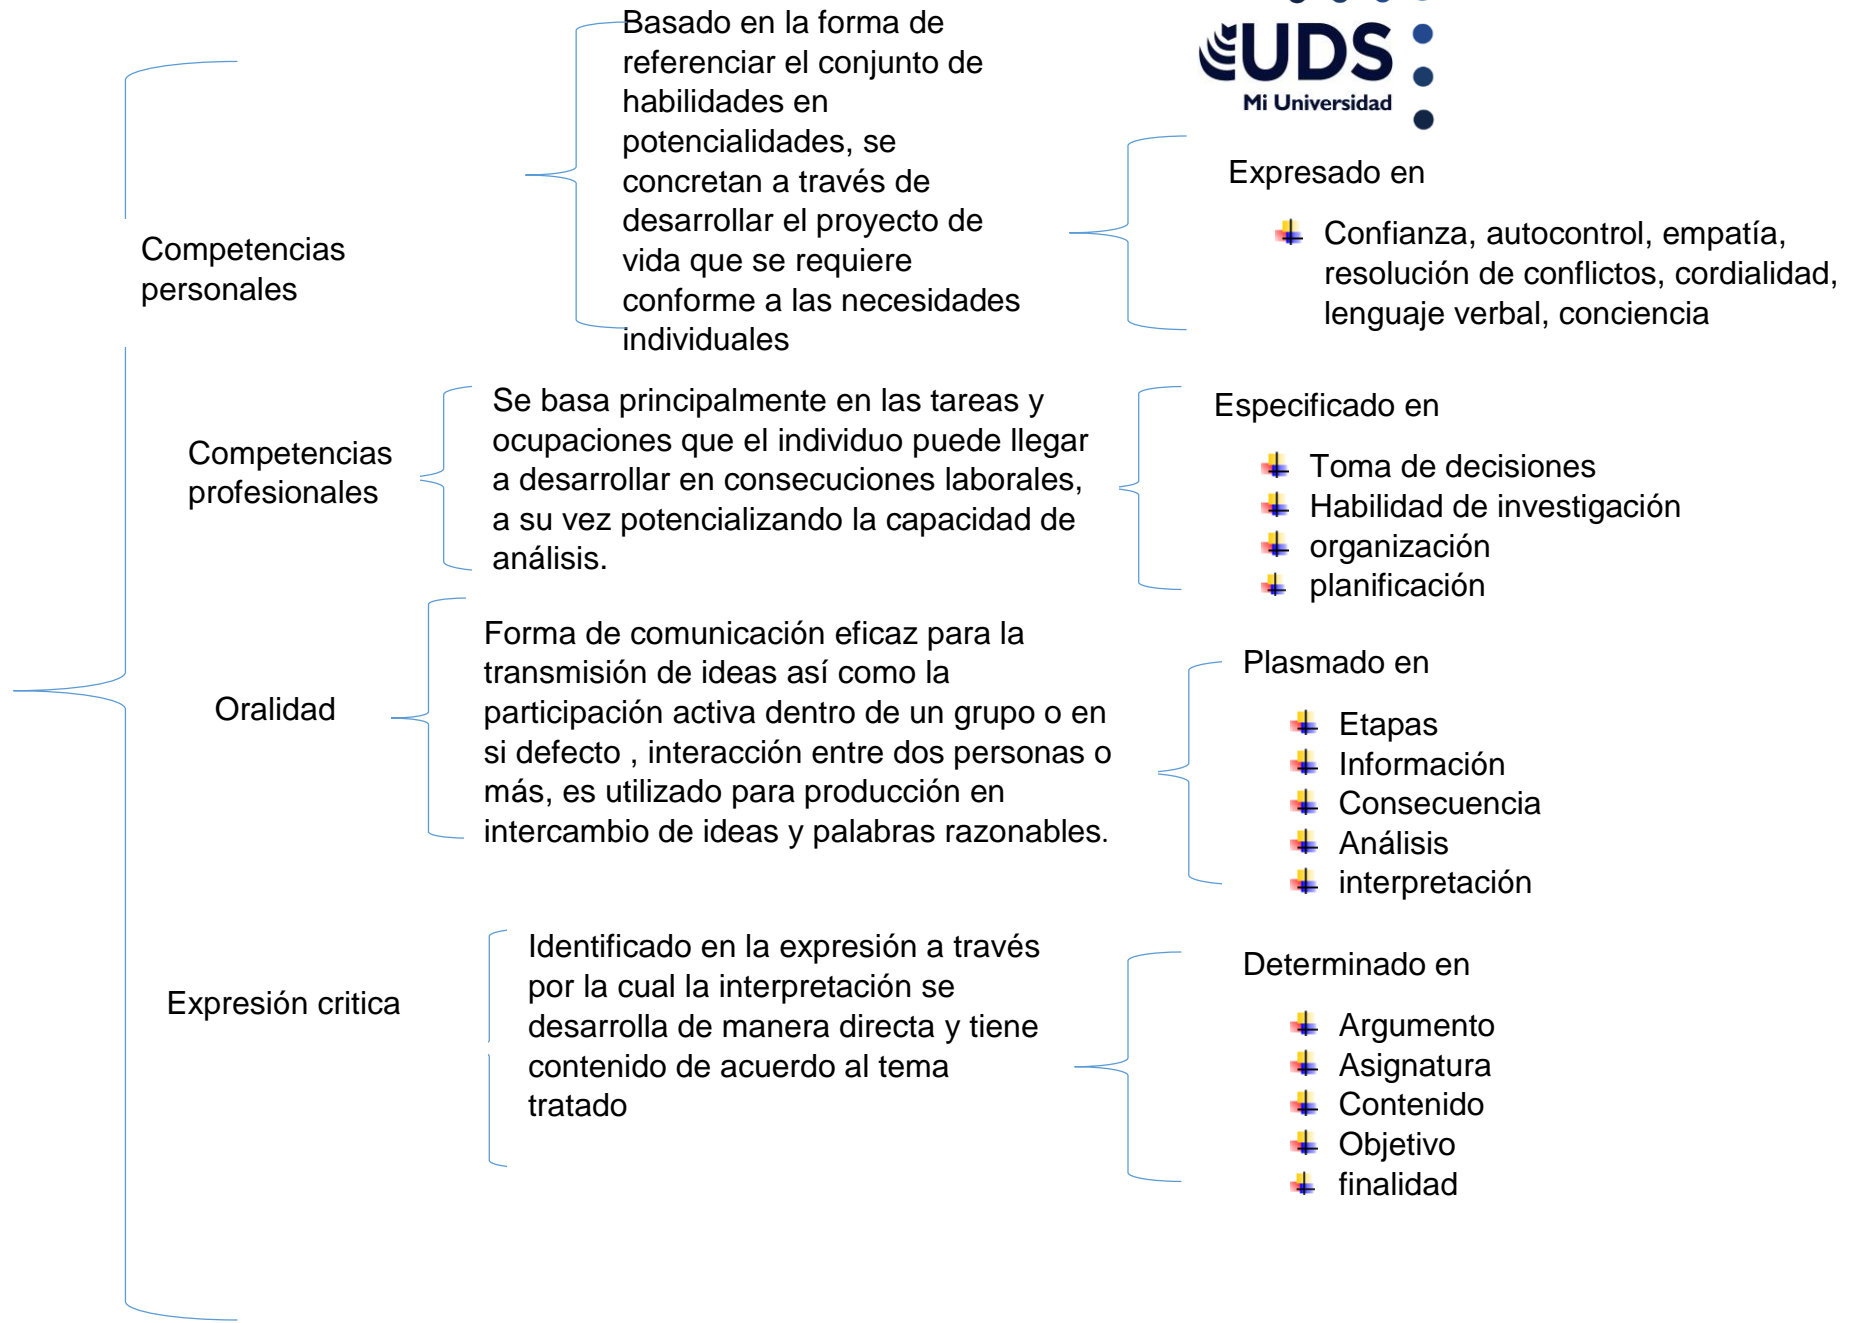 UDS
Mi Universidad
Competencias
personales
Basado en la forma de
referenciar el conjunto de
habilidades en
potencialidades, se
concretan a través de
desarrollar el proyecto de
vida que se requiere
conforme a las necesidades
individuales
Expresado en
Confianza, autocontrol, empatía,
resolución de conflictos, cordialidad,
lenguaje verbal, conciencia
Competencias
profesionales
Se basa principalmente en las tareas y
ocupaciones que el individuo puede llegar
a desarrollar en consecuciones laborales,
a su vez potencializando la capacidad de
análisis.
Especificado en
Toma de decisiones
Habilidad de investigación
organización
planificación
Oralidad
Forma de comunicación eficaz para la
transmisión de ideas así como la
participación activa dentro de un grupo o en
si defecto , interacción entre dos personas o
más, es utilizado para producción en
intercambio de ideas y palabras razonables.
Plasmado en
Etapas
Información
Consecuencia
Análisis
interpretación
Expresión critica
Identificado en la expresión a través
por la cual la interpretación se
desarrolla de manera directa y tiene
contenido de acuerdo al tema
tratado
Determinado en
Argumento
Asignatura
Contenido
Objetivo
finalidad